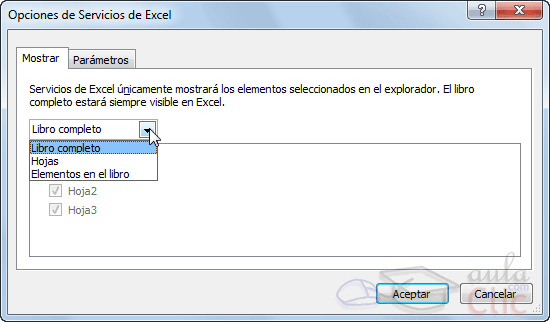 Opciones de Servicios de Excel
Mostrar Parámetros
Servicios de Excel únicamente mostrará los elementos seleccionados en el explorador. El libro
completo estará siempre visible en Excel.
Libro completo
Libro completo
Hojas
Elementos en el libro
Hoja2
Hoja3
Aceptar Cancelar
aula
.com
Clic